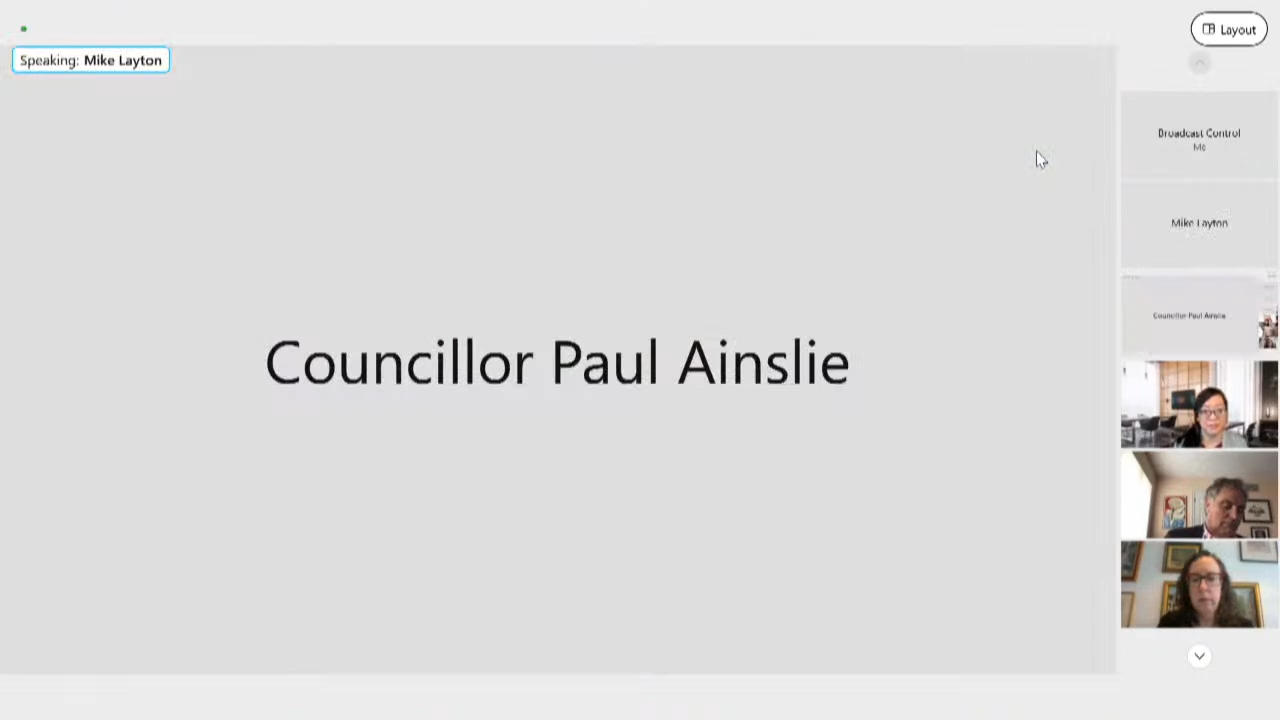 Layout
Speaking: Mike Layton
Broadcast Control
Me
Mike Layton
Councillor Paul Ainslie
Councillor Paul Ainslie